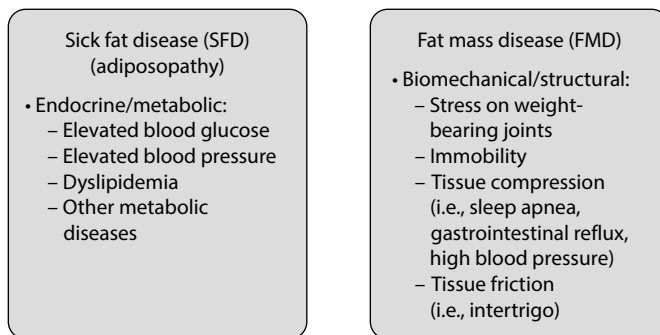 Sick fat disease (SFD)
(adiposopathy)
• Endocrine/metabolic:
– Elevated blood glucose
– Elevated blood pressure
– Dyslipidemia
– Other metabolic
diseases
Fat mass disease (FMD)
• Biomechanical/structural:
– Stress on weight-
bearing joints
– Immobility
– Tissue compression
(i.e., sleep apnea,
gastrointestinal reflux,
high blood pressure)
– Tissue friction
(i.e., intertrigo)